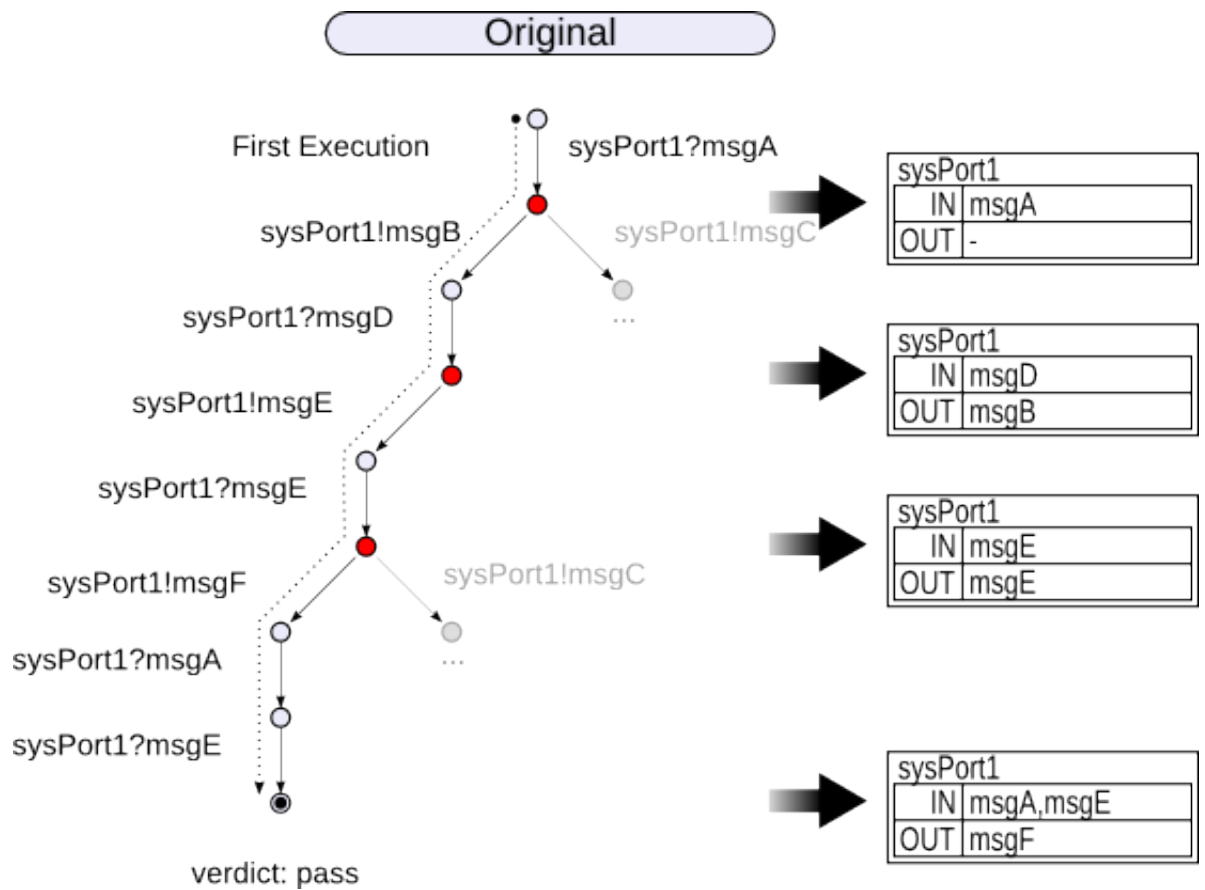 Original
First Execution
sysPort1?msgA
sysPort1
IN msgA
OUT -
sysPort1!msgB
sysPort1!msgC
...
sysPort1?msgD
sysPort1
IN msgD
OUT msgB
sysPort1!msgE
sysPort1?msgE
sysPort1
IN msgE
OUT msgE
sysPort1!msgF
sysPort1!msgC
...
sysPort1?msgA
sysPort1?msgE
sysPort1
IN msgA,msgE
OUT msgF
verdict: pass